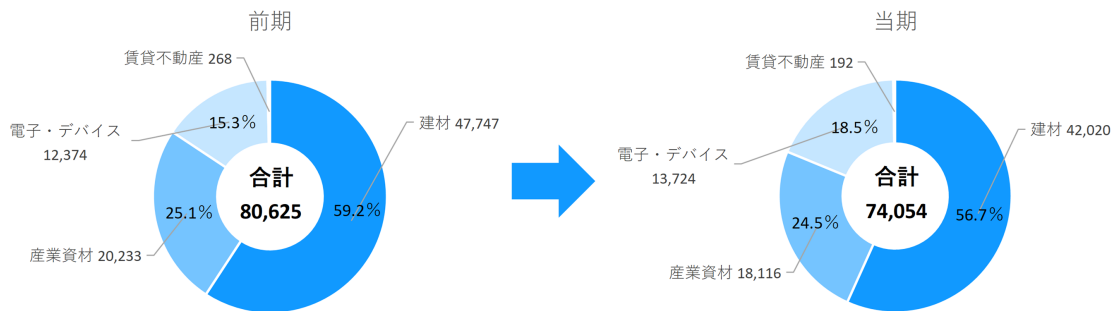 前期
賃貸不動産 268
15.3%
電子・デバイス
12,374
建材 47,747
合計
80,625
59.2%
25.1%
産業資材 20,233
当期
賃貸不動産 192
18.5%
電子・デバイス
13,724
建材 42,020
合計
74,054
56.7%
24.5%
産業資材 18,116